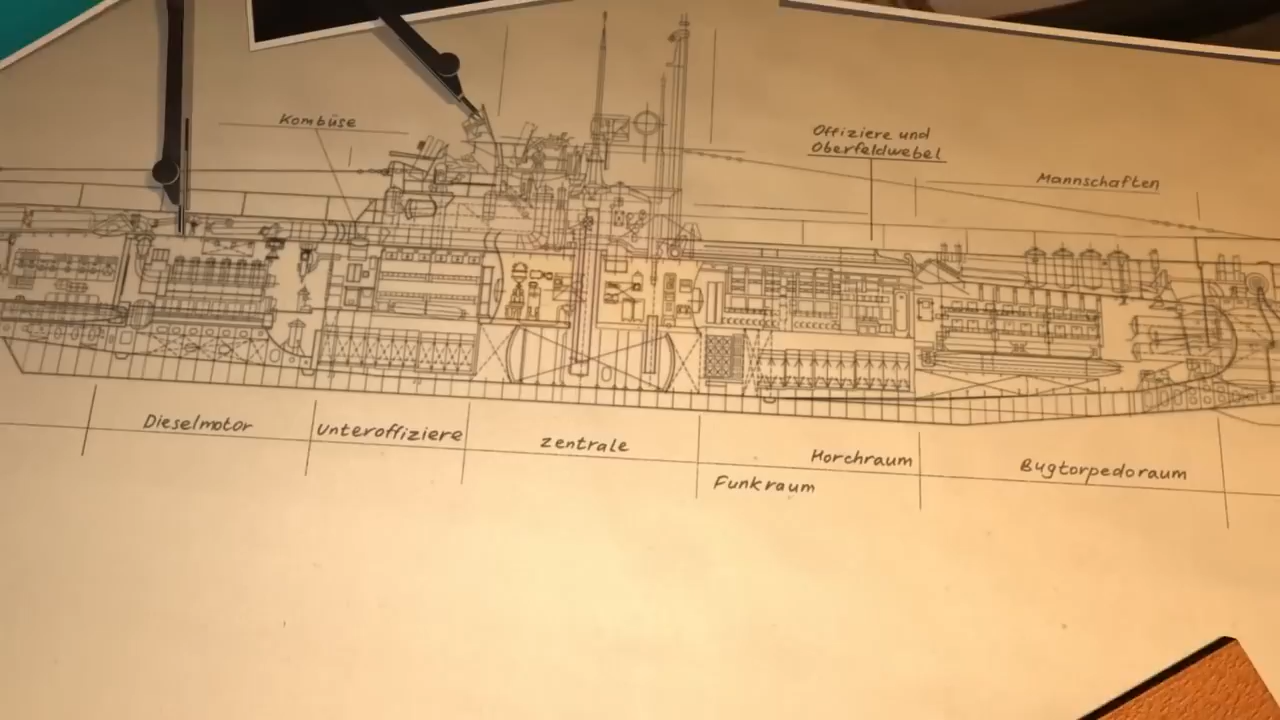 Kombüse
Offiziere und
Oberfeldwebel
Mannschaften
Dieselmotor
Unteroffiziere
Zentrale
Horchraum
Funkraum
Bugtorpedoraum